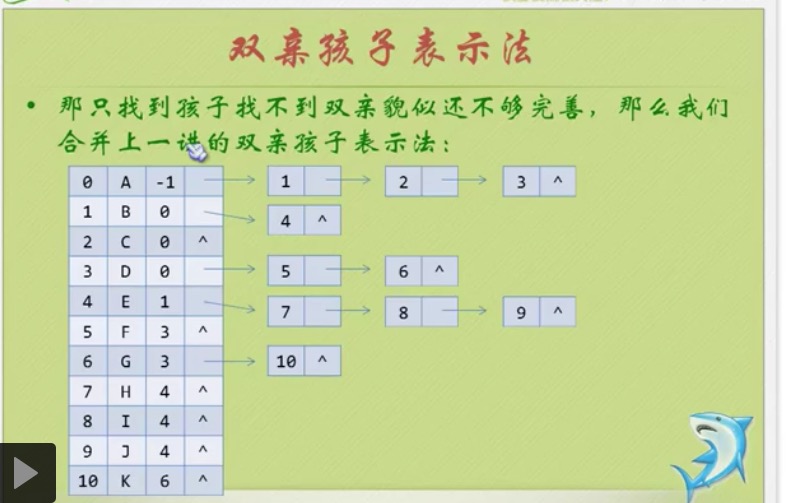 双亲孩子表示法
• 那只找到孩子找不到双亲貌似还不够完善，那么我们
合并上一讲的双亲孩子表示法：
0 A -1 1 2 3 ^
1 B 0 4 ^
2 C 0 ^
3 D 0 5 6 ^
4 E 1 7 8 9 ^
5 F 3 ^
6 G 3 10 ^
7 H 4 ^
8 I 4 ^
9 J 4 ^
10 K 6 ^